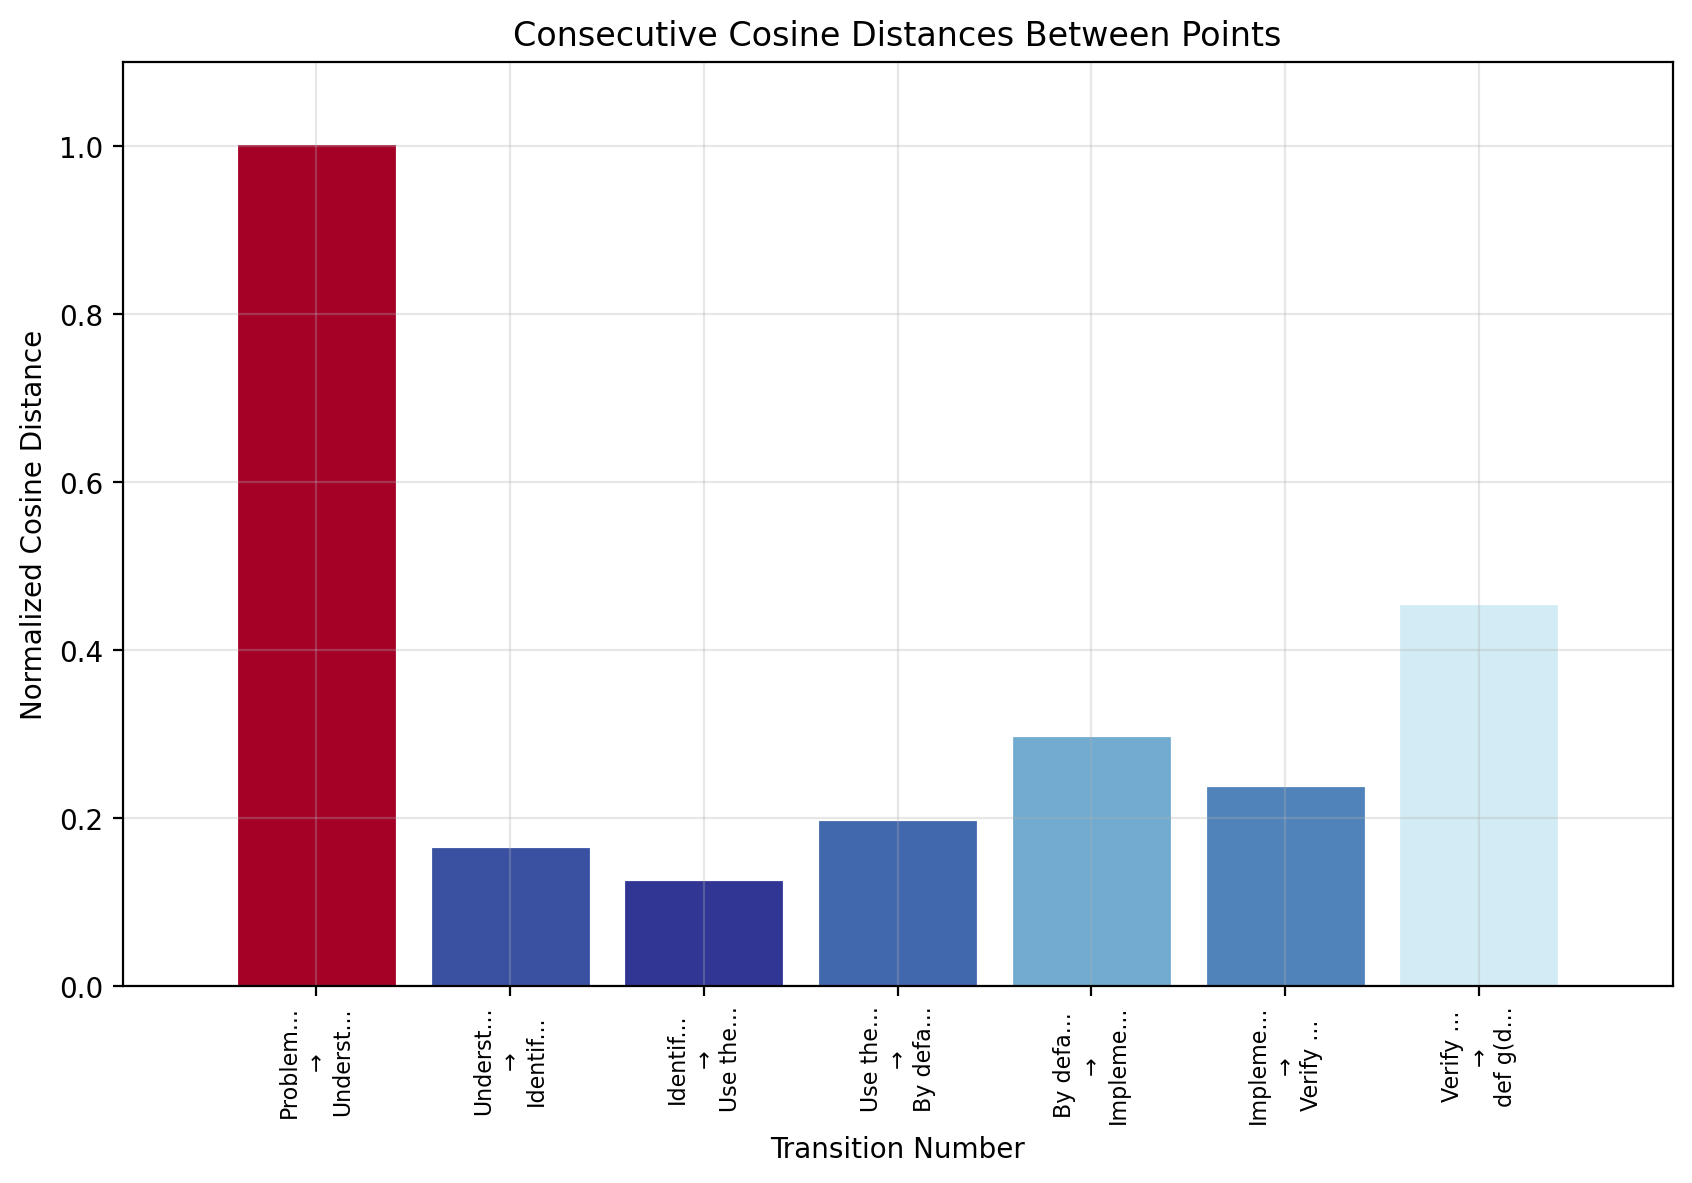 Consecutive Cosine Distances Between Points
Normalized Cosine Distance
1.0
0.8
0.6
0.4
0.2
0.0
Problem...
→
Underst...
Underst...
→
Identif...
Identif...
→
Use the...
Use the...
→
By defa...
By defa...
→
Impleme...
Impleme...
→
Verify ...
Verify ...
→
def g(d...
Transition Number